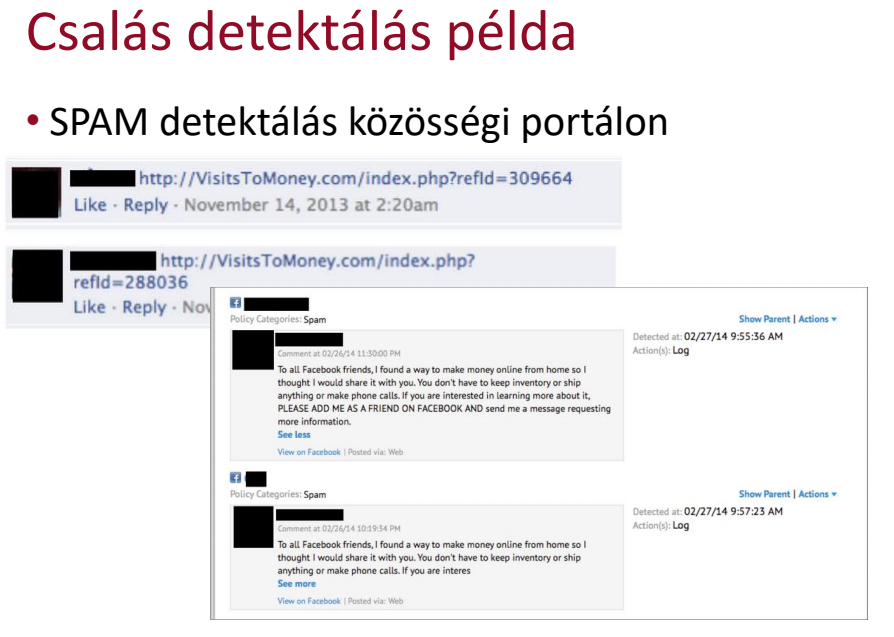 Csalás detektálás példa
• SPAM detektálás közösségi portálon
http://VisitsToMoney.com/index.php?refId=309664
Like · Reply · November 14, 2013 at 2:20am
http://VisitsToMoney.com/index.php?
refId=288036
Like · Reply · Nov
Policy Categories: Spam
Show Parent | Actions
Comment at 02/26/14 11:30:00 PM
Detected at: 02/27/14 9:55:36 AM
Action(s): Log
To all Facebook friends, I found a way to make money online from home so I
thought I would share it with you. You don't have to keep inventory or ship
anything or make phone calls. If you are interested in learning more about it,
PLEASE ADD ME AS A FRIEND ON FACEBOOK AND send me a message requesting
more information.
See less
View on Facebook | Posted via: Web
Policy Categories: Spam
Show Parent | Actions
Comment at 02/26/14 10:19:34 PM
Detected at: 02/27/14 9:57:23 AM
Action(s): Log
To all Facebook friends, I found a way to make money online from home so I
thought I would share it with you. You don't have to keep inventory or ship
anything or make phone calls. If you are interes
See more
View on Facebook | Posted via: Web